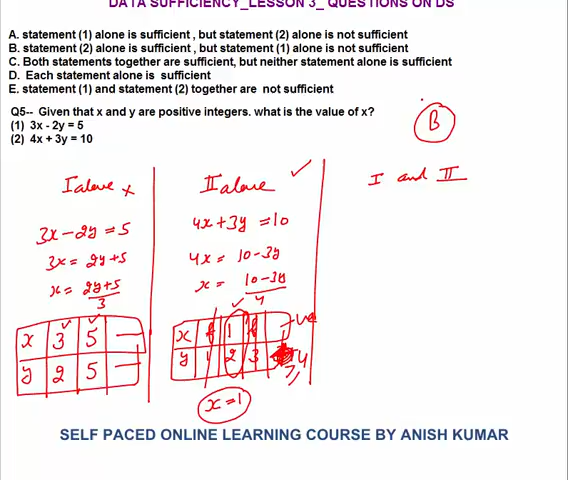 DATA SUFFICIENCY_LESSON 3_ QUESTIONS ON DS
A. statement (1) alone is sufficient , but statement (2) alone is not sufficient
B. statement (2) alone is sufficient , but statement (1) alone is not sufficient
C. Both statements together are sufficient, but neither statement alone is sufficient
D. Each statement alone is sufficient
E. statement (1) and statement (2) together are not sufficient
Q5-- Given that x and y are positive integers. what is the value of x?
(1) 3x - 2y = 5
(2) 4x + 3y = 10
B
I alone x
3x - 2y = 5
3x = 2y + 5
x = 2y + 5
3
x 3 5
y 2 5
II alone ✓
4x + 3y = 10
4x = 10 - 3y
x = 10 - 3y
4
x f 1 f -ve
y 1 2 3 4
x = 1
I and II
SELF PACED ONLINE LEARNING COURSE BY ANISH KUMAR